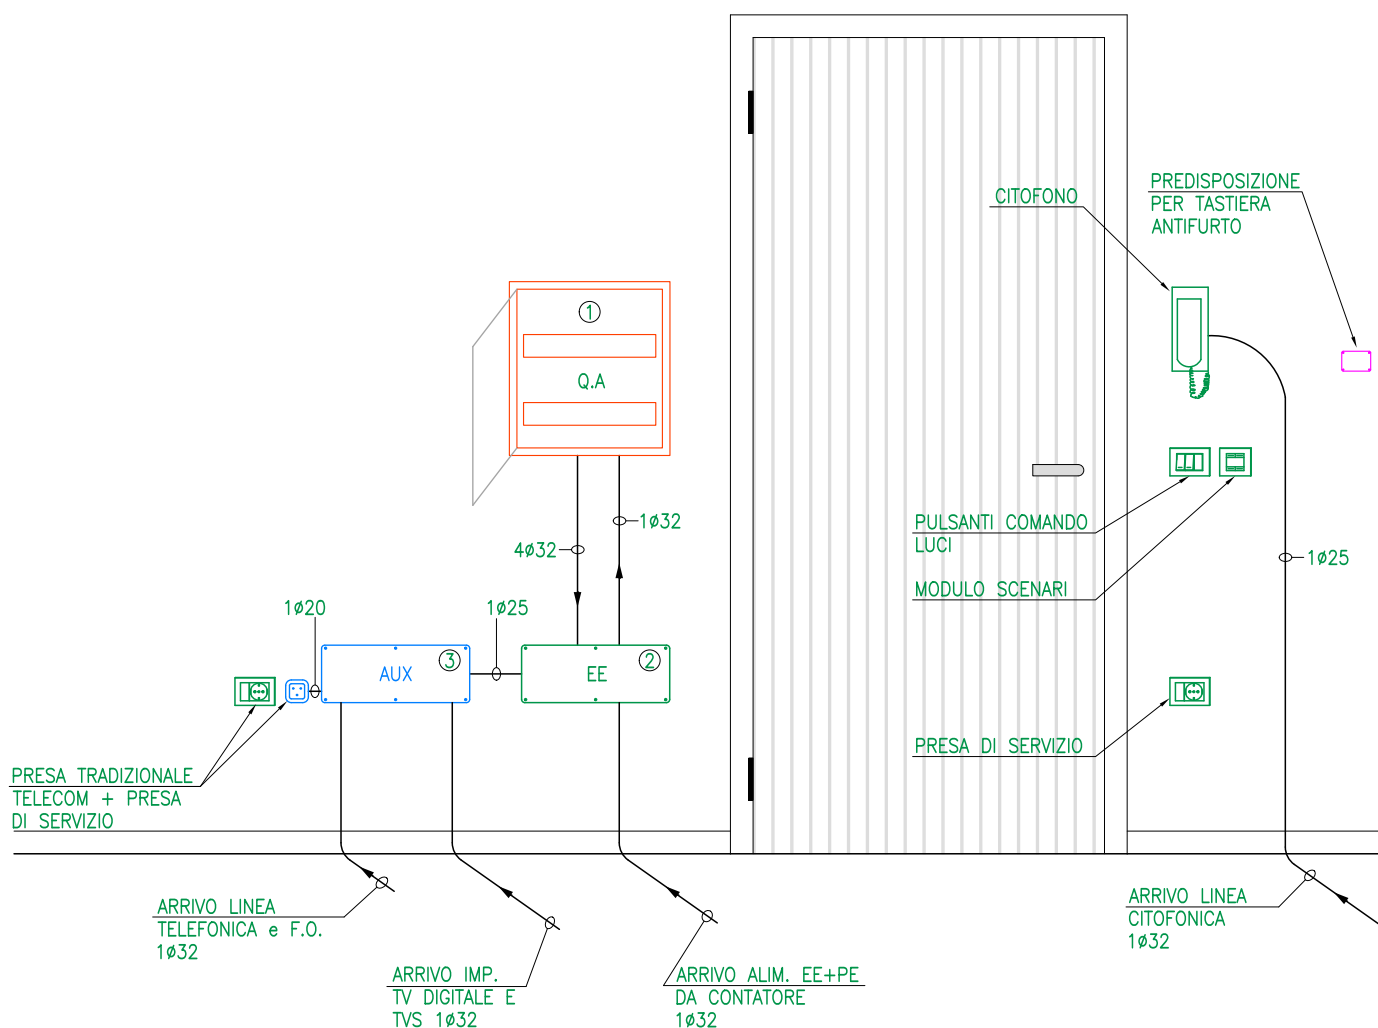 CITOFONO
PREDISPOSIZIONE
PER TASTIERA
ANTIFURTO
1
Q.A
1ø32
4ø32
PULSANTI COMANDO
LUCI
1ø25
MODULO SCENARI
1ø20
1ø25
AUX
3
EE
2
PRESA DI SERVIZIO
PRESA TRADIZIONALE
TELECOM + PRESA
DI SERVIZIO
ARRIVO LINEA
TELEFONICA e F.O.
1ø32
ARRIVO LINEA
CITOFONICA
1ø32
ARRIVO IMP.
TV DIGITALE E
TVS 1ø32
ARRIVO ALIM. EE+PE
DA CONTATORE
1ø32